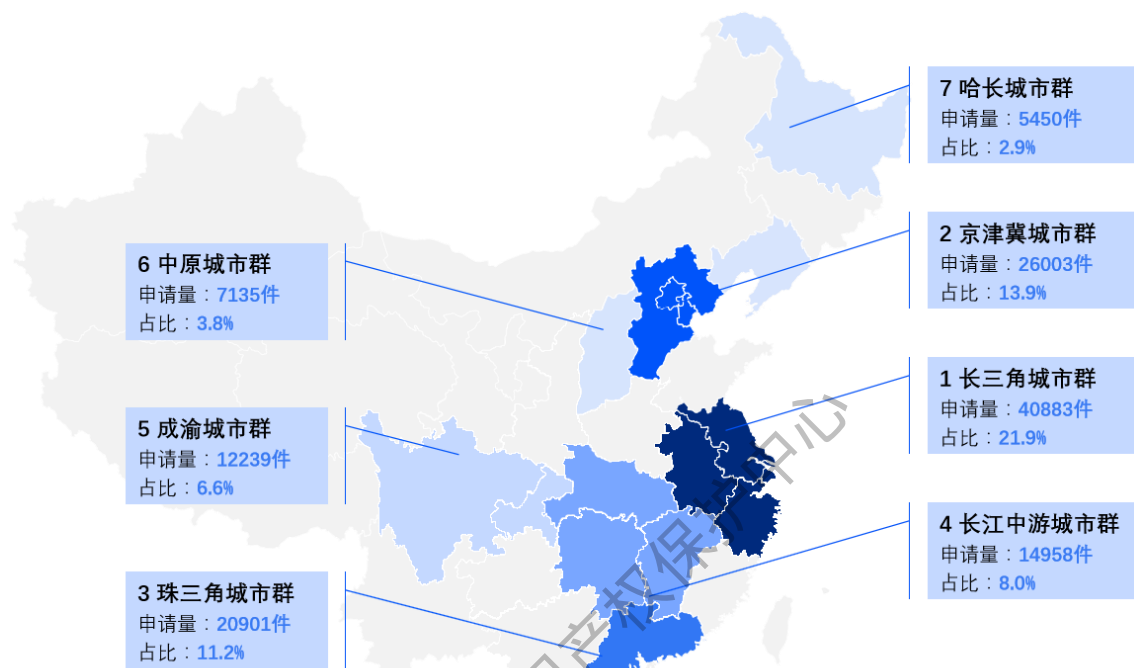 7 哈长城市群
申请量：5450件
占比：2.9%
2 京津冀城市群
申请量：26003件
占比：13.9%
6 中原城市群
申请量：7135件
占比：3.8%
1 长三角城市群
申请量：40883件
占比：21.9%
5 成渝城市群
申请量：12239件
占比：6.6%
4 长江中游城市群
申请量：14958件
占比：8.0%
3 珠三角城市群
申请量：20901件
占比：11.2%
产权保护中心